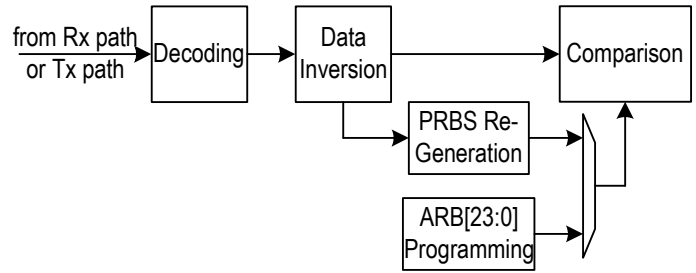 from Rx path
or Tx path
Decoding
Data
Inversion
Comparison
PRBS Re-
Generation
ARB[23:0]
Programming